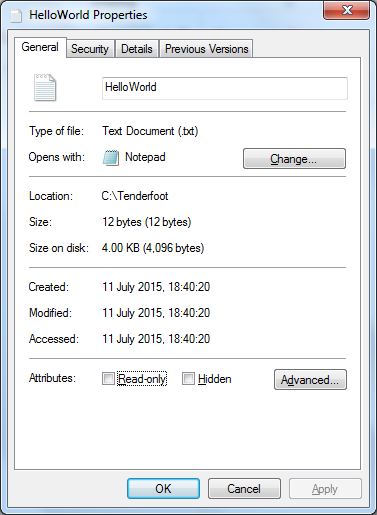 HelloWorld Properties
General Security Details Previous Versions
HelloWorld
Type of file: Text Document (.txt)
Opens with: Notepad Change...
Location: C:\Tenderfoot
Size: 12 bytes (12 bytes)
Size on disk: 4.00 KB (4,096 bytes)
Created: 11 July 2015, 18:40:20
Modified: 11 July 2015, 18:40:20
Accessed: 11 July 2015, 18:40:20
Attributes: Read-only Hidden Advanced...
OK Cancel Apply